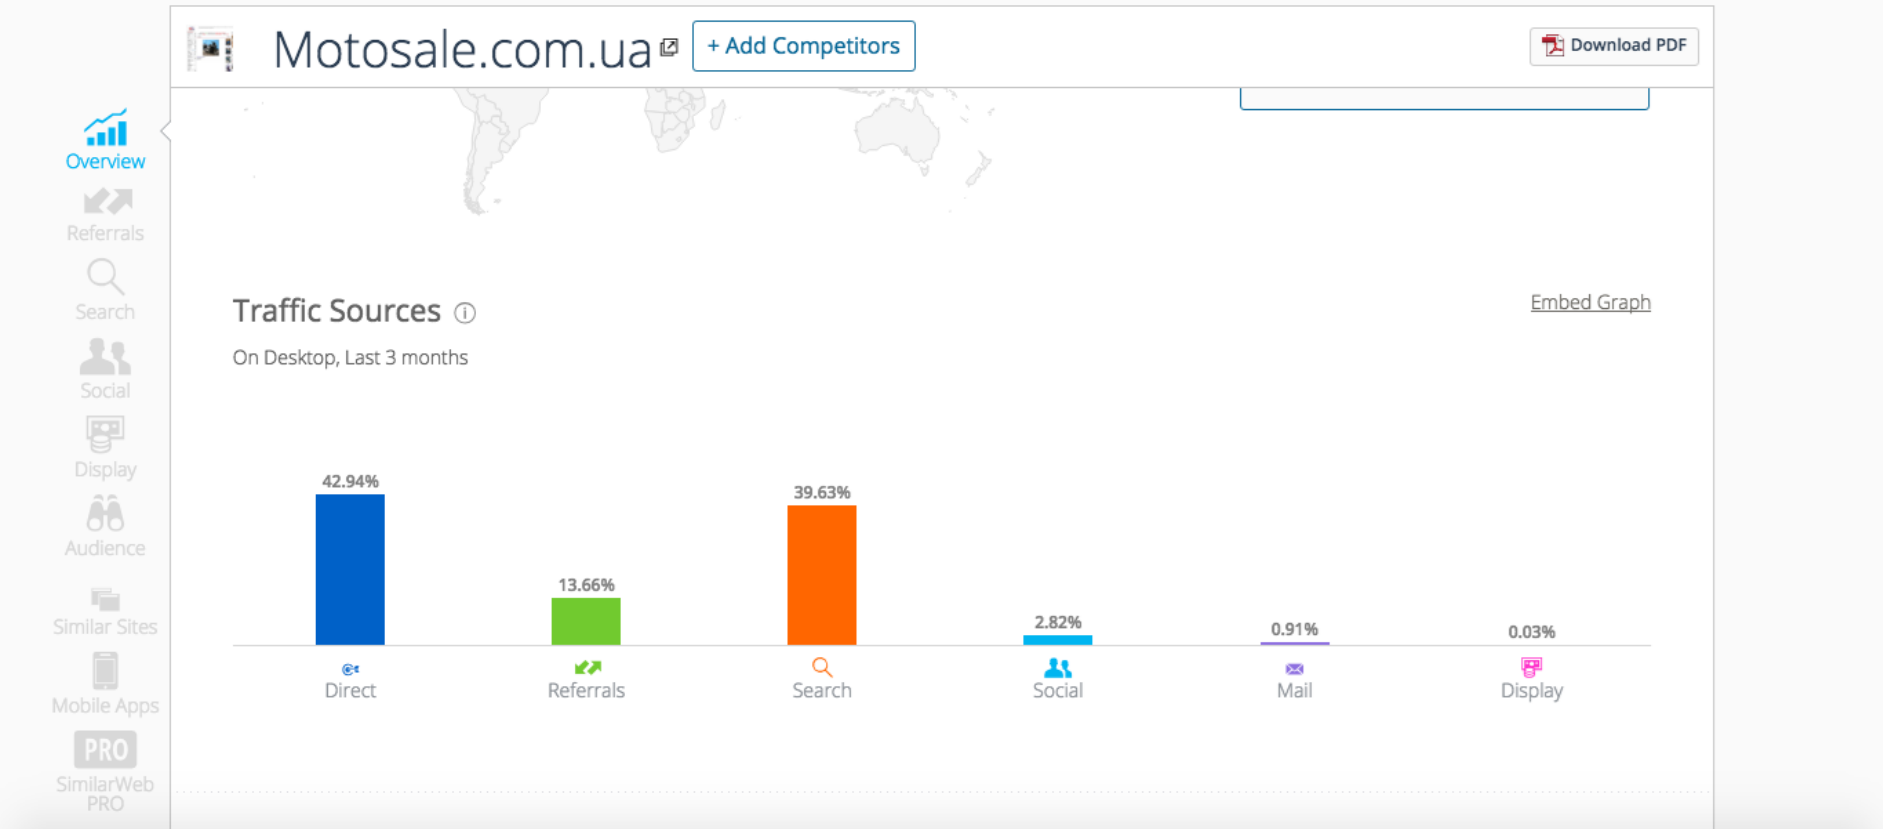 Motosale.com.ua
+ Add Competitors
Download PDF
Overview
Referrals
Search
Social
Display
Audience
Similar Sites
Mobile Apps
PRO
SimilarWeb
PRO
Traffic Sources
Embed Graph
On Desktop, Last 3 months
42.94%
13.66%
39.63%
2.82%
0.91%
0.03%
Direct
Referrals
Search
Social
Mail
Display